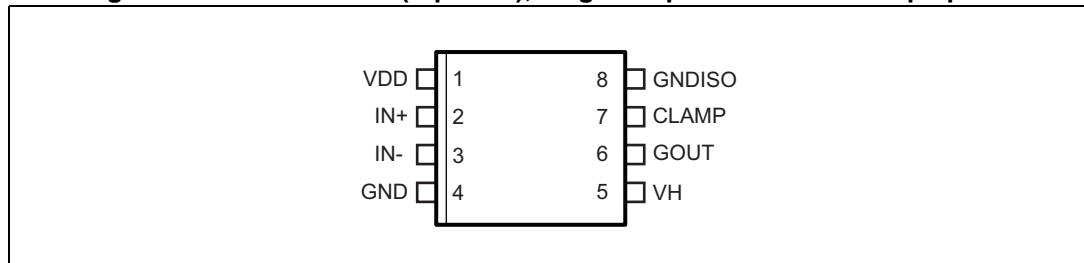 VDD 1 8 GNDISO
IN+ 2 7 CLAMP
IN- 3 6 GOUT
GND 4 5 VH